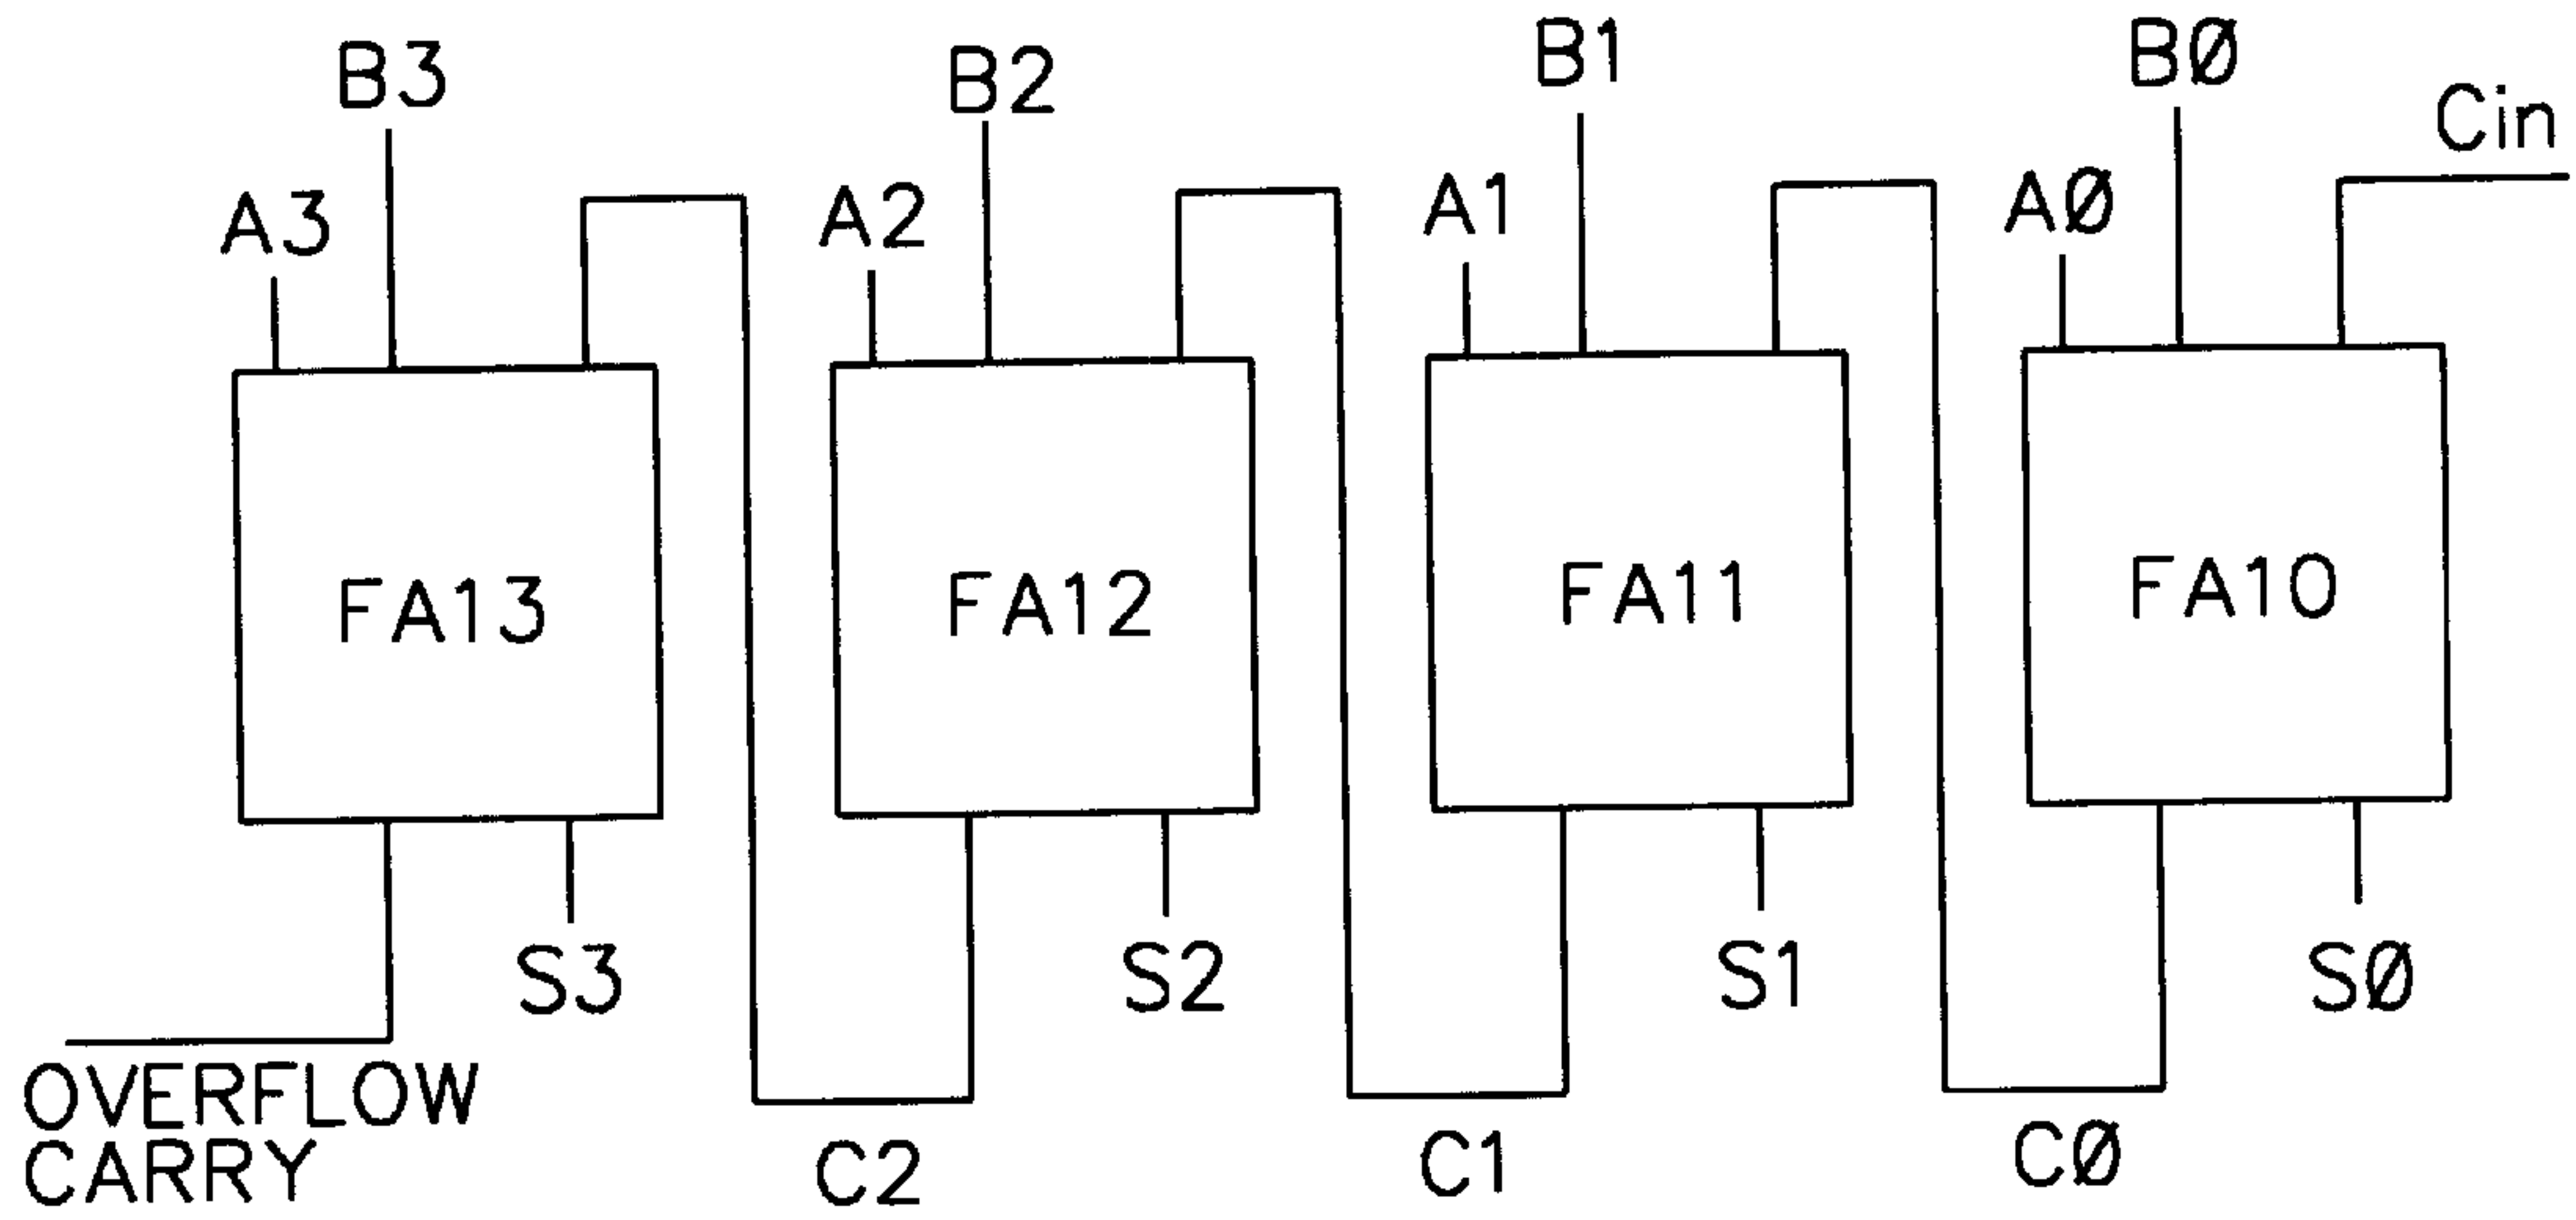 B3
B2
B1
BØ
Cin
A3
A2
A1
AØ
FA13
FA12
FA11
FA10
S3
S2
S1
SØ
OVERFLOW
CARRY
C2
C1
CØ